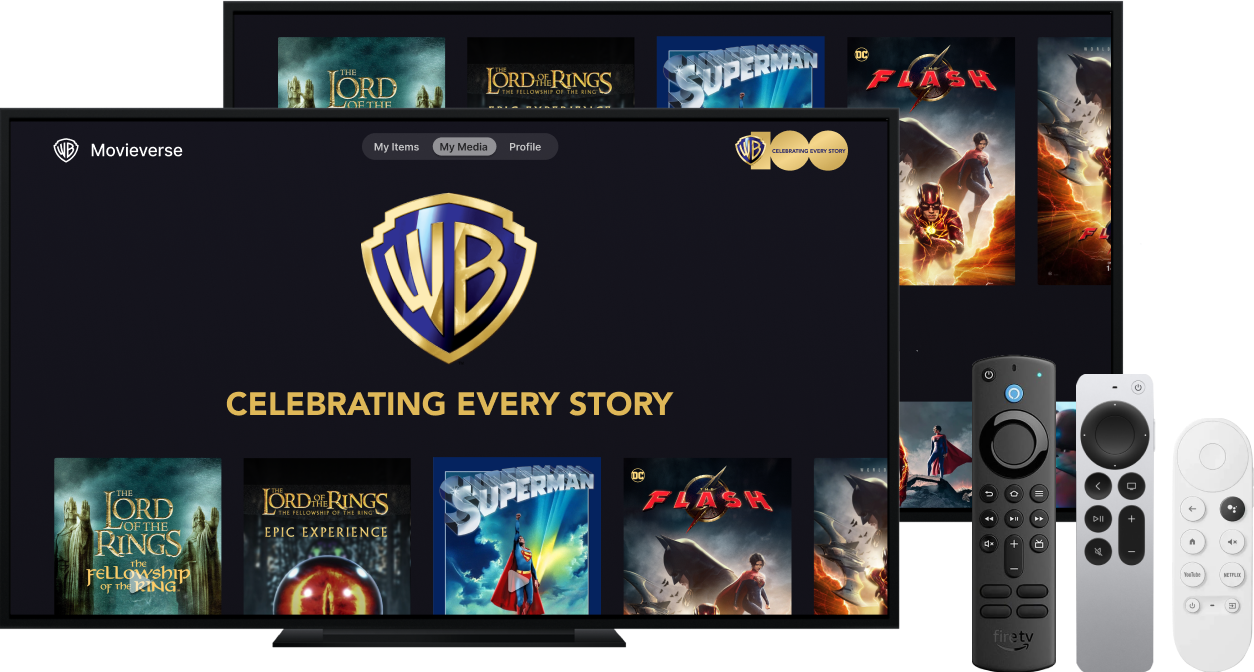 THE
LORD
OF THE
THE
LORD OF THE RINGS
THE FELLOWSHIP OF THE RING
EPIC EXPERIENCE
SUPERMAN
DC
THE
FLASH
WB
Movieverse
My Items
My Media
Profile
WB
100
CELEBRATING EVERY STORY
WB
CELEBRATING EVERY STORY
THE
LORD
OF THE
RINGS
THE
FELLOWSHIP
OF THE RING
THE
LORD OF THE RINGS
THE FELLOWSHIP OF THE RING
EPIC EXPERIENCE
SUPERMAN
DC
THE
FLASH
fire tv
YouTube
NETFLIX